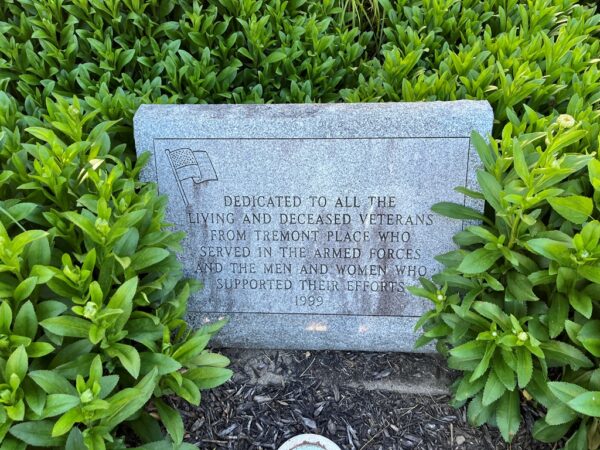 DEDICATED TO ALL THE
LIVING AND DECEASED VETERANS
FROM TREMONT PLACE WHO
SERVED IN THE ARMED FORCES
AND THE MEN AND WOMEN WHO
SUPPORTED THEIR EFFORTS
1999